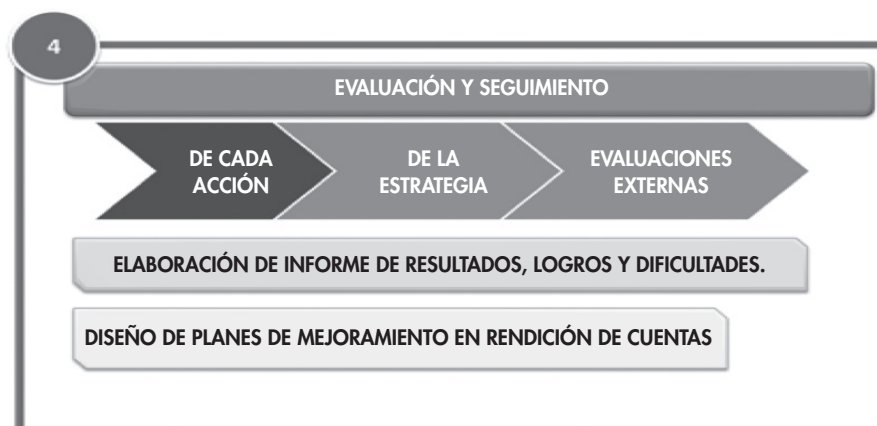 4
EVALUACIÓN Y SEGUIMIENTO
DE CADA
ACCIÓN
DE LA
ESTRATEGIA
EVALUACIONES
EXTERNAS
ELABORACIÓN DE INFORME DE RESULTADOS, LOGROS Y DIFICULTADES.
DISEÑO DE PLANES DE MEJORAMIENTO EN RENDICIÓN DE CUENTAS